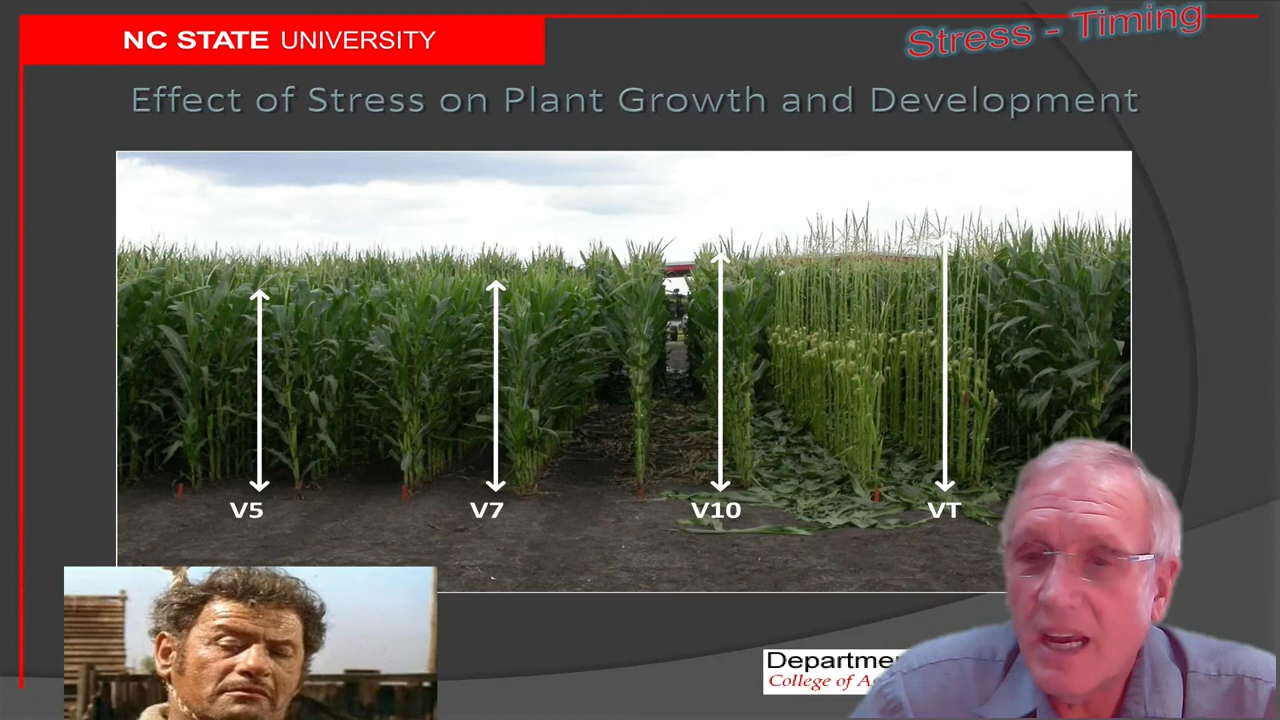 NC STATE UNIVERSITY
Stress - Timing
Effect of Stress on Plant Growth and Development
V5
V7
V10
VT
College of